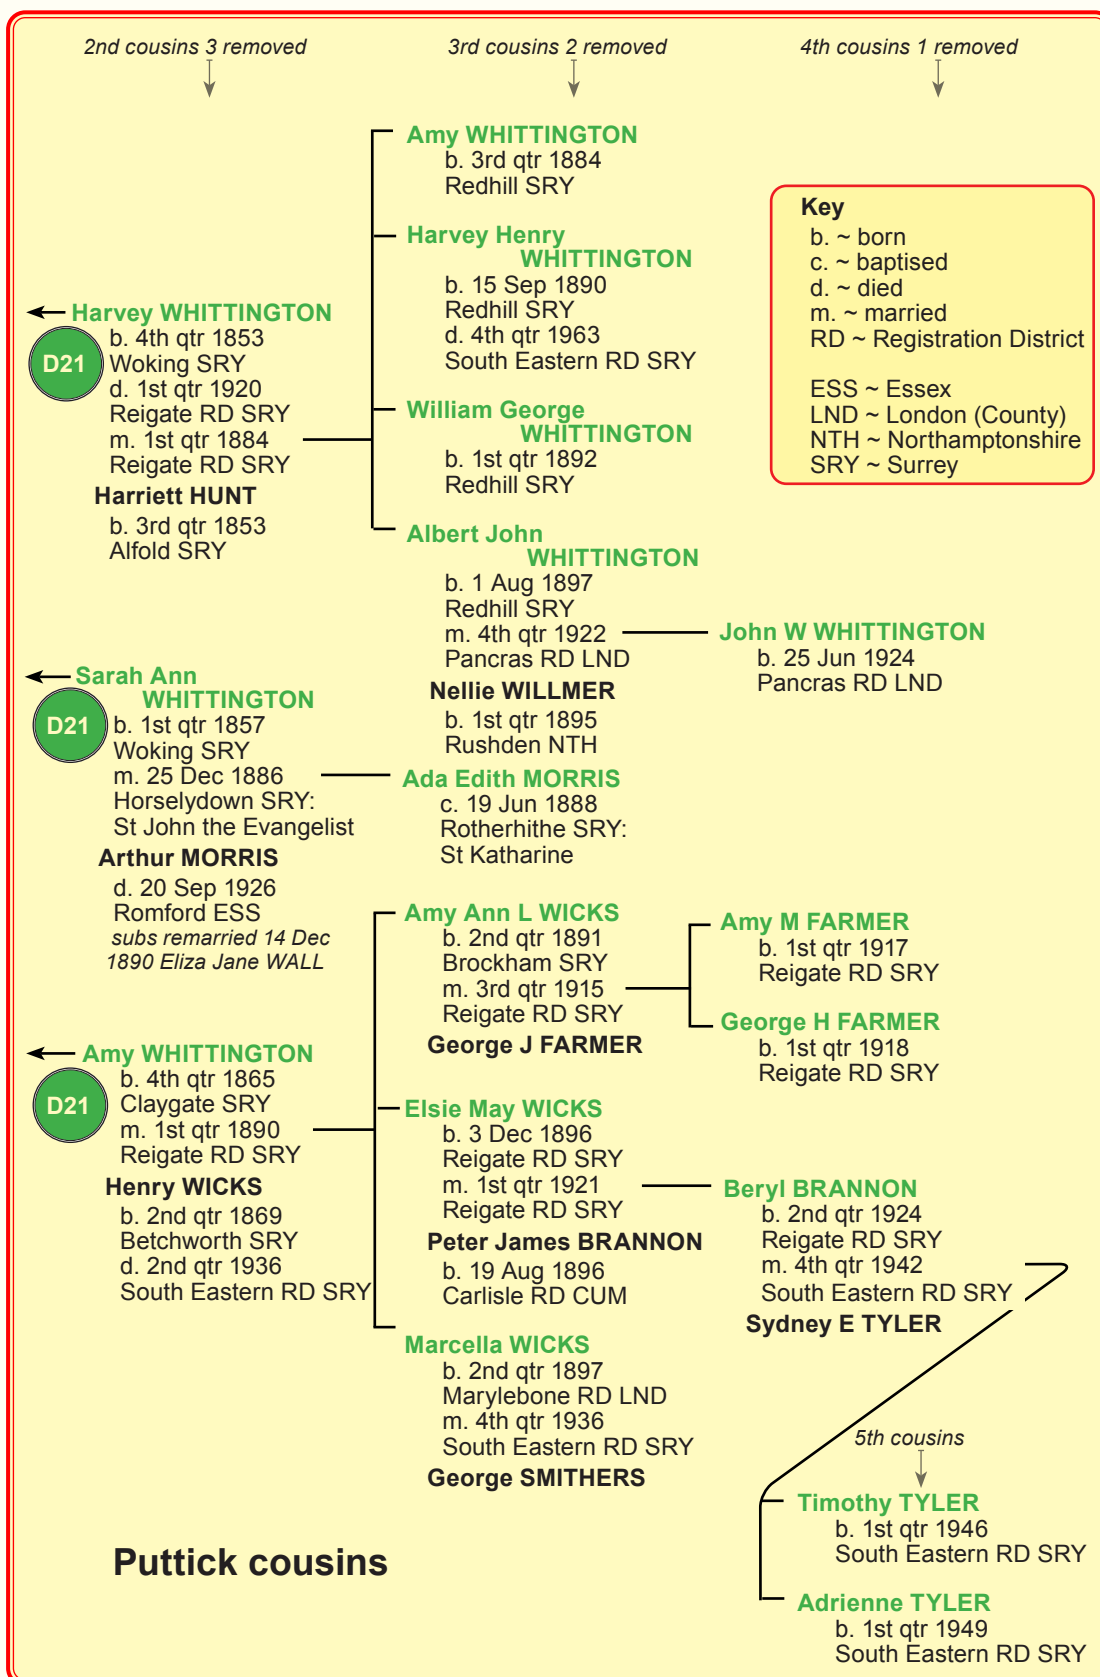 2nd cousins 3 removed
3rd cousins 2 removed
4th cousins 1 removed
Harvey WHITTINGTON
D21
b. 4th qtr 1853
Woking SRY
d. 1st qtr 1920
Reigate RD SRY
m. 1st qtr 1884
Reigate RD SRY
Harriett HUNT
b. 3rd qtr 1853
Alfold SRY
Sarah Ann
WHITTINGTON
D21
b. 1st qtr 1857
Woking SRY
m. 25 Dec 1886
Horselydown SRY:
St John the Evangelist
Arthur MORRIS
d. 20 Sep 1926
Romford ESS
subs remarried 14 Dec
1890 Eliza Jane WALL
Amy WHITTINGTON
D21
b. 4th qtr 1865
Claygate SRY
m. 1st qtr 1890
Reigate RD SRY
Henry WICKS
b. 2nd qtr 1869
Betchworth SRY
d. 2nd qtr 1936
South Eastern RD SRY
Amy WHITTINGTON
b. 3rd qtr 1884
Redhill SRY
Harvey Henry
WHITTINGTON
b. 15 Sep 1890
Redhill SRY
d. 4th qtr 1963
South Eastern RD SRY
William George
WHITTINGTON
b. 1st qtr 1892
Redhill SRY
Albert John
WHITTINGTON
b. 1 Aug 1897
Redhill SRY
m. 4th qtr 1922
Pancras RD LND
Nellie WILLMER
b. 1st qtr 1895
Rushden NTH
Ada Edith MORRIS
c. 19 Jun 1888
Rotherhithe SRY:
St Katharine
Amy Ann L WICKS
b. 2nd qtr 1891
Brockham SRY
m. 3rd qtr 1915
Reigate RD SRY
George J FARMER
Elsie May WICKS
b. 3 Dec 1896
Reigate RD SRY
m. 1st qtr 1921
Reigate RD SRY
Peter James BRANNON
b. 19 Aug 1896
Carlisle RD CUM
Marcella WICKS
b. 2nd qtr 1897
Marylebone RD LND
m. 4th qtr 1936
South Eastern RD SRY
George SMITHERS
Key
b. ~ born
c. ~ baptised
d. ~ died
m. ~ married
RD ~ Registration District
ESS ~ Essex
LND ~ London (County)
NTH ~ Northamptonshire
SRY ~ Surrey
John W WHITTINGTON
b. 25 Jun 1924
Pancras RD LND
Amy M FARMER
b. 1st qtr 1917
Reigate RD SRY
George H FARMER
b. 1st qtr 1918
Reigate RD SRY
Beryl BRANNON
b. 2nd qtr 1924
Reigate RD SRY
m. 4th qtr 1942
South Eastern RD SRY
Sydney E TYLER
5th cousins
Timothy TYLER
b. 1st qtr 1946
South Eastern RD SRY
Adrienne TYLER
b. 1st qtr 1949
South Eastern RD SRY
Puttick cousins